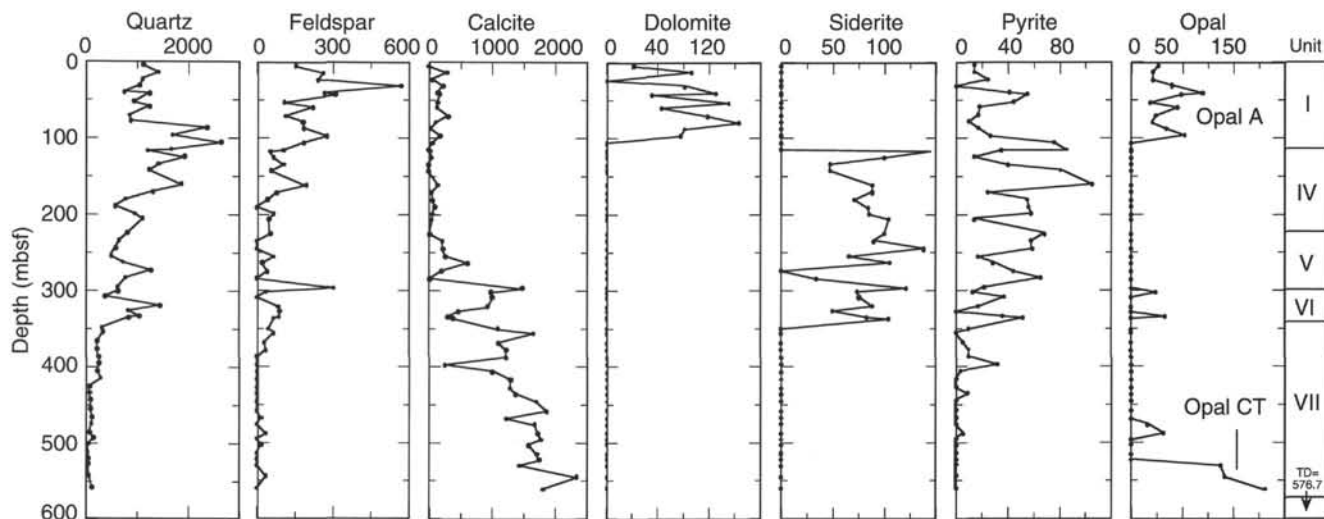 Quartz Feldspar Calcite Dolomite Siderite Pyrite Opal
0 2000 0 300 600 0 1000 2000 0 40 80 120 0 50 100 0 40 80 0 50 150 Unit
0
100
200
300
400
500
600
Depth (mbsf)
Opal A
Opal CT
I
IV
V
VI
VII
TD=
576.7